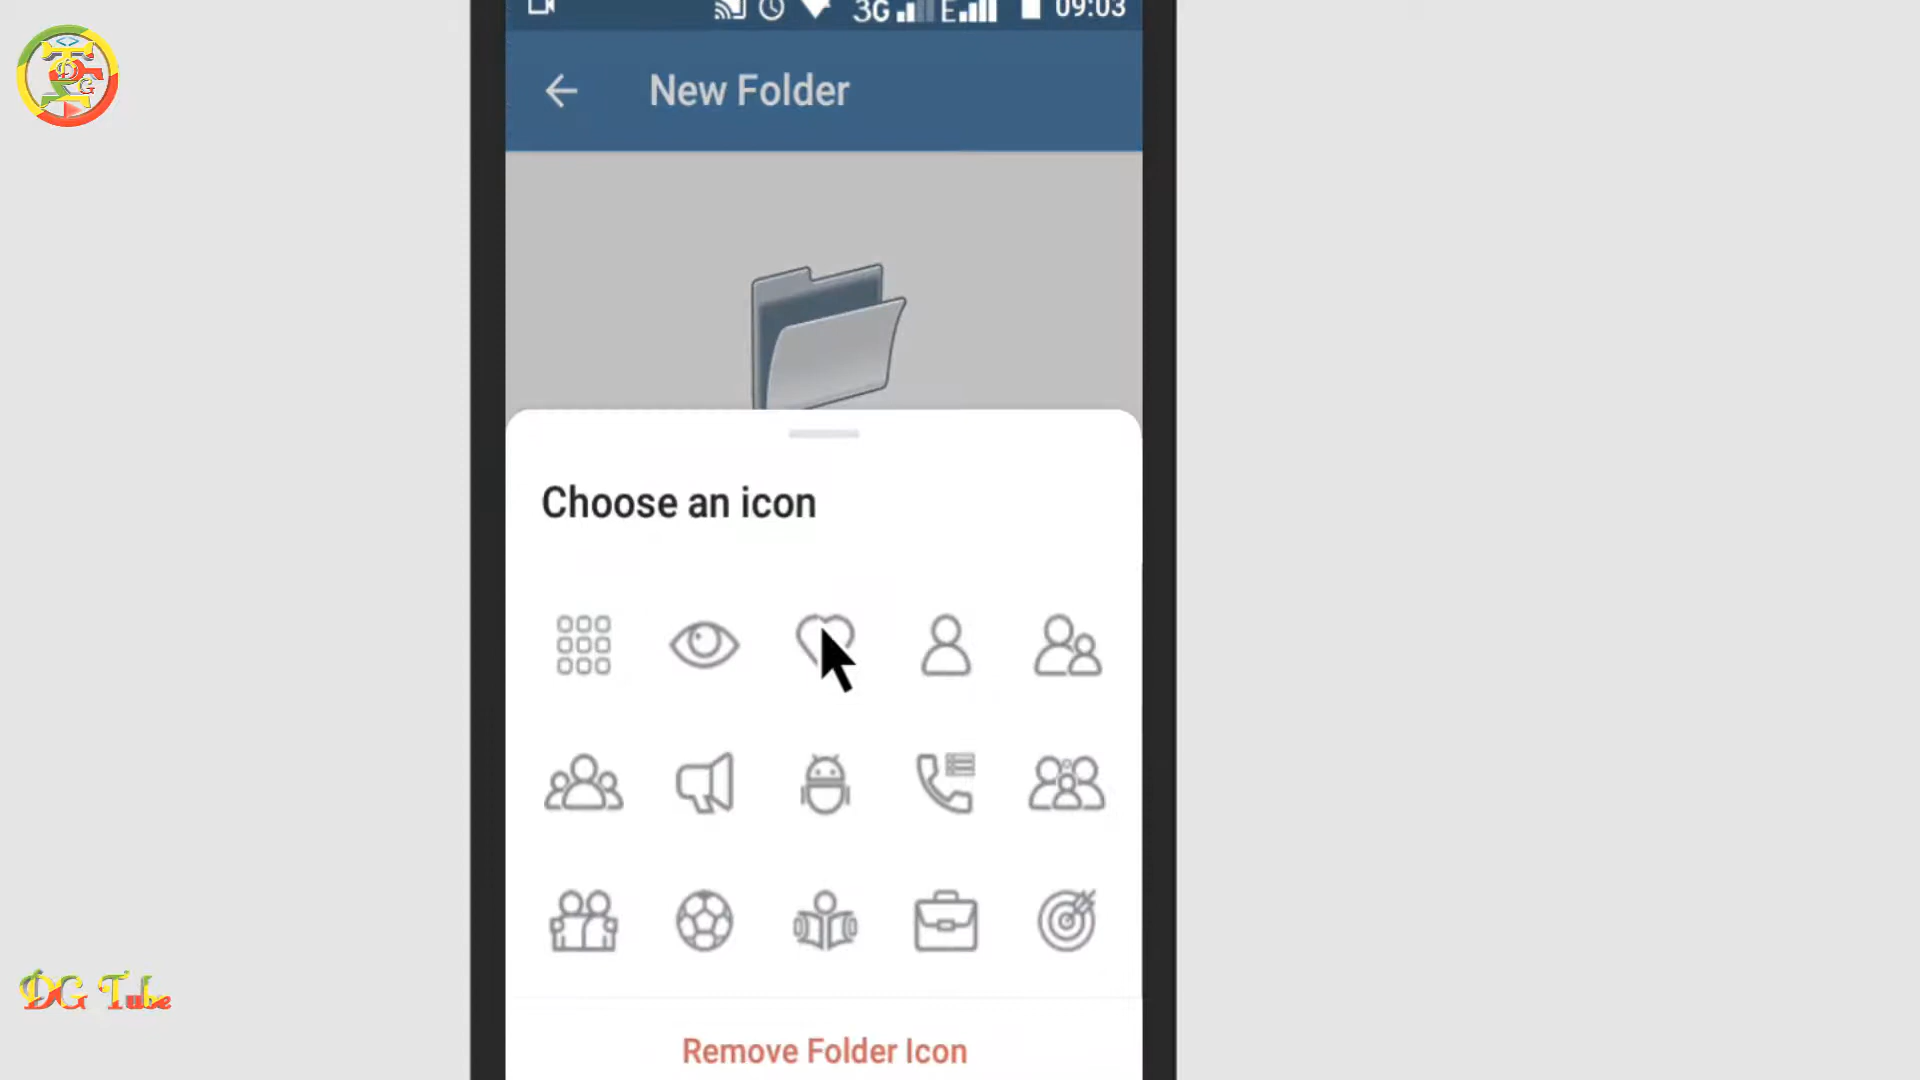 3G E 09:03
New Folder
Choose an icon
Remove Folder Icon
DG Tube